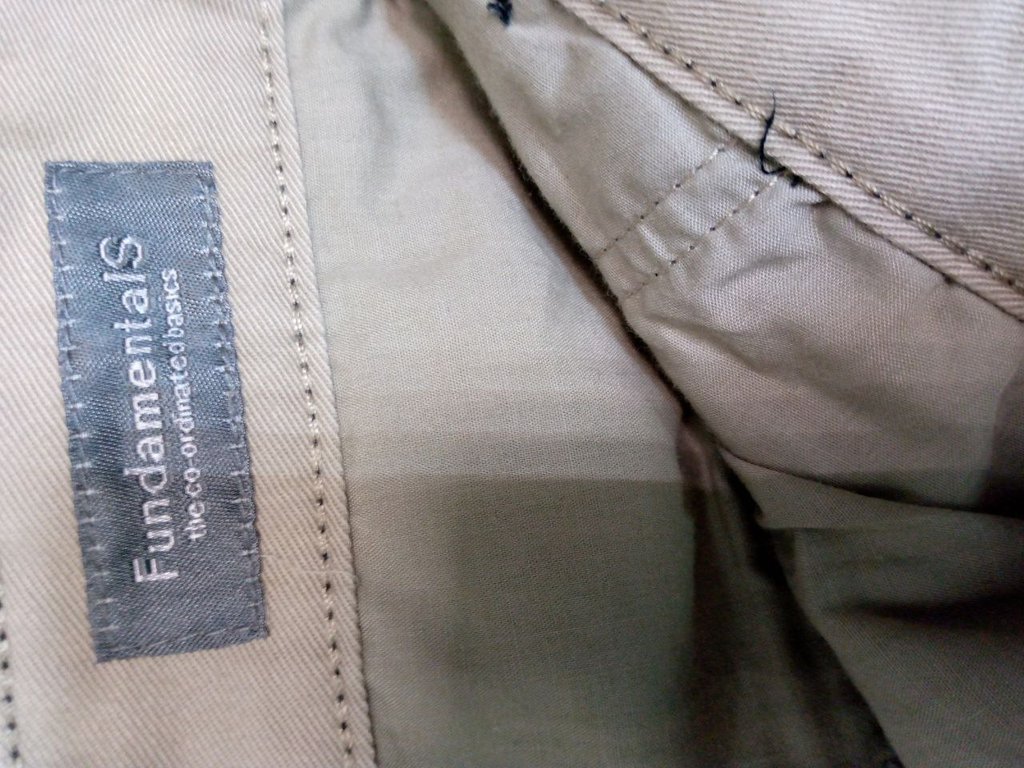 FundamentalS
the co-ordinated basics